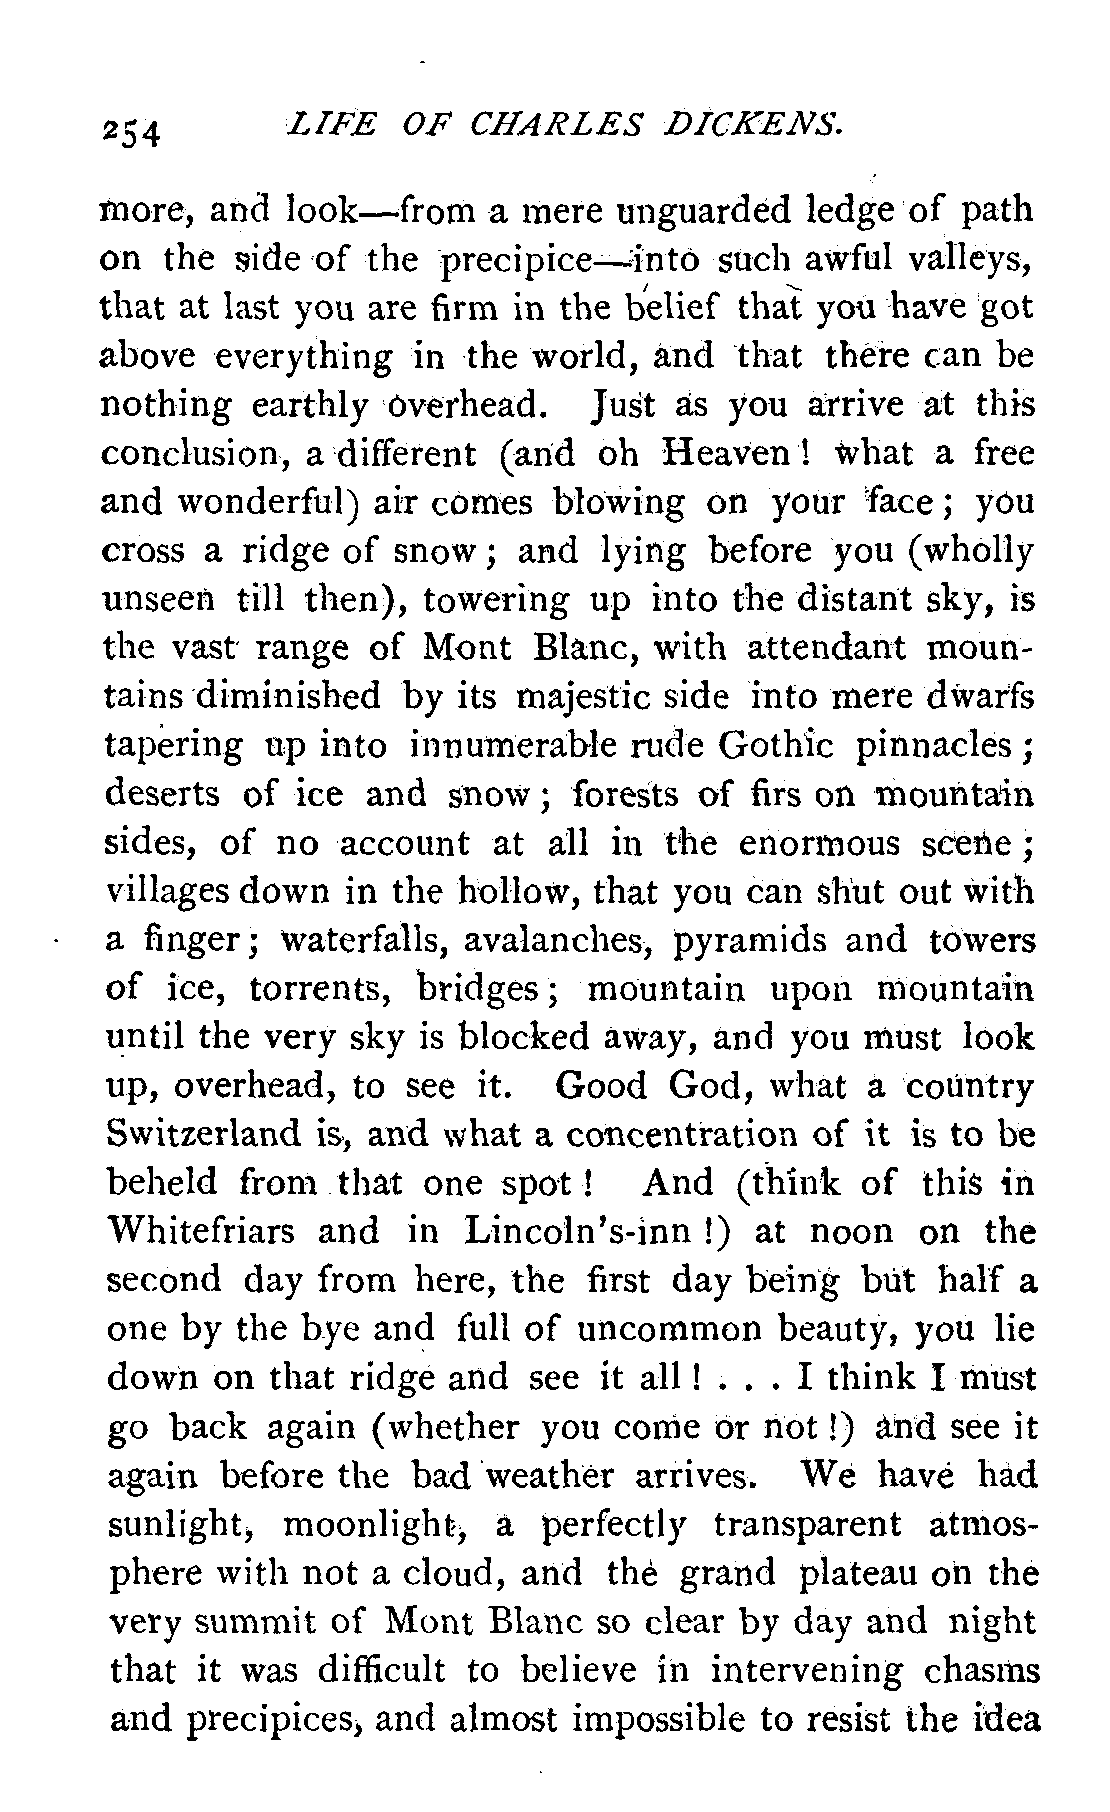 254 LIFE OF CHARLES DICKENS.
more, and look—from a mere unguarded ledge of path
on the side of the precipice—into such awful valleys,
that at last you are firm in the belief that you have got
above everything in the world, and that there can be
nothing earthly overhead. Just as you arrive at this
conclusion, a different (and oh Heaven! what a free
and wonderful) air comes blowing on your face; you
cross a ridge of snow; and lying before you (wholly
unseen till then), towering up into the distant sky, is
the vast range of Mont Blanc, with attendant moun-
tains diminished by its majestic side into mere dwarfs
tapering up into innumerable rude Gothic pinnacles;
deserts of ice and snow; forests of firs on mountain
sides, of no account at all in the enormous scene;
villages down in the hollow, that you can shut out with
a finger; waterfalls, avalanches, pyramids and towers
of ice, torrents, bridges; mountain upon mountain
until the very sky is blocked away, and you must look
up, overhead, to see it. Good God, what a country
Switzerland is, and what a concentration of it is to be
beheld from that one spot! And (think of this in
Whitefriars and in Lincoln's-inn!) at noon on the
second day from here, the first day being but half a
one by the bye and full of uncommon beauty, you lie
down on that ridge and see it all! . . . I think I must
go back again (whether you come or not!) and see it
again before the bad weather arrives. We have had
sunlight, moonlight, a perfectly transparent atmos-
phere with not a cloud, and the grand plateau on the
very summit of Mont Blanc so clear by day and night
that it was difficult to believe in intervening chasms
and precipices, and almost impossible to resist the idea